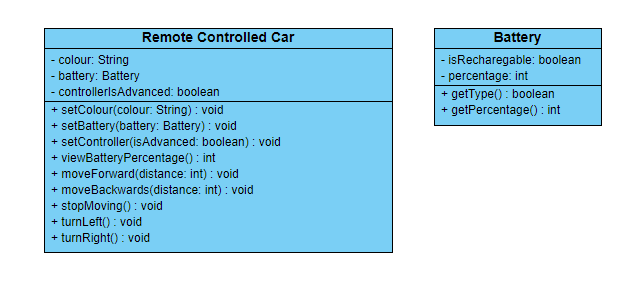 Remote Controlled Car
- colour: String
- battery: Battery
- controllerIsAdvanced: boolean
+ setColour(colour: String) : void
+ setBattery(battery: Battery) : void
+ setController(isAdvanced: boolean) : void
+ viewBatteryPercentage() : int
+ moveForward(distance: int) : void
+ moveBackwards(distance: int) : void
+ stopMoving() : void
+ turnLeft() : void
+ turnRight() : void
Battery
- isRecharegable: boolean
- percentage: int
+ getType() : boolean
+ getPercentage() : int